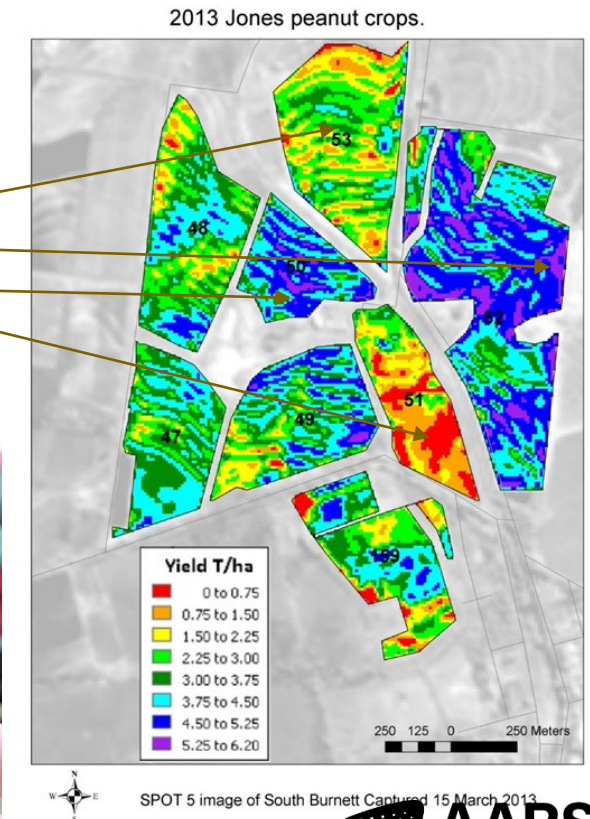 2013 Jones peanut crops.
53
48
50
52
51
49
47
Yield T/ha
0 to 0.75
0.75 to 1.50
1.50 to 2.25
2.25 to 3.00
3.00 to 3.75
3.75 to 4.50
4.50 to 5.25
5.25 to 6.20
250 125 0 250 Meters
N
W E
S
SPOT 5 image of South Burnett Captured 15 March 2013